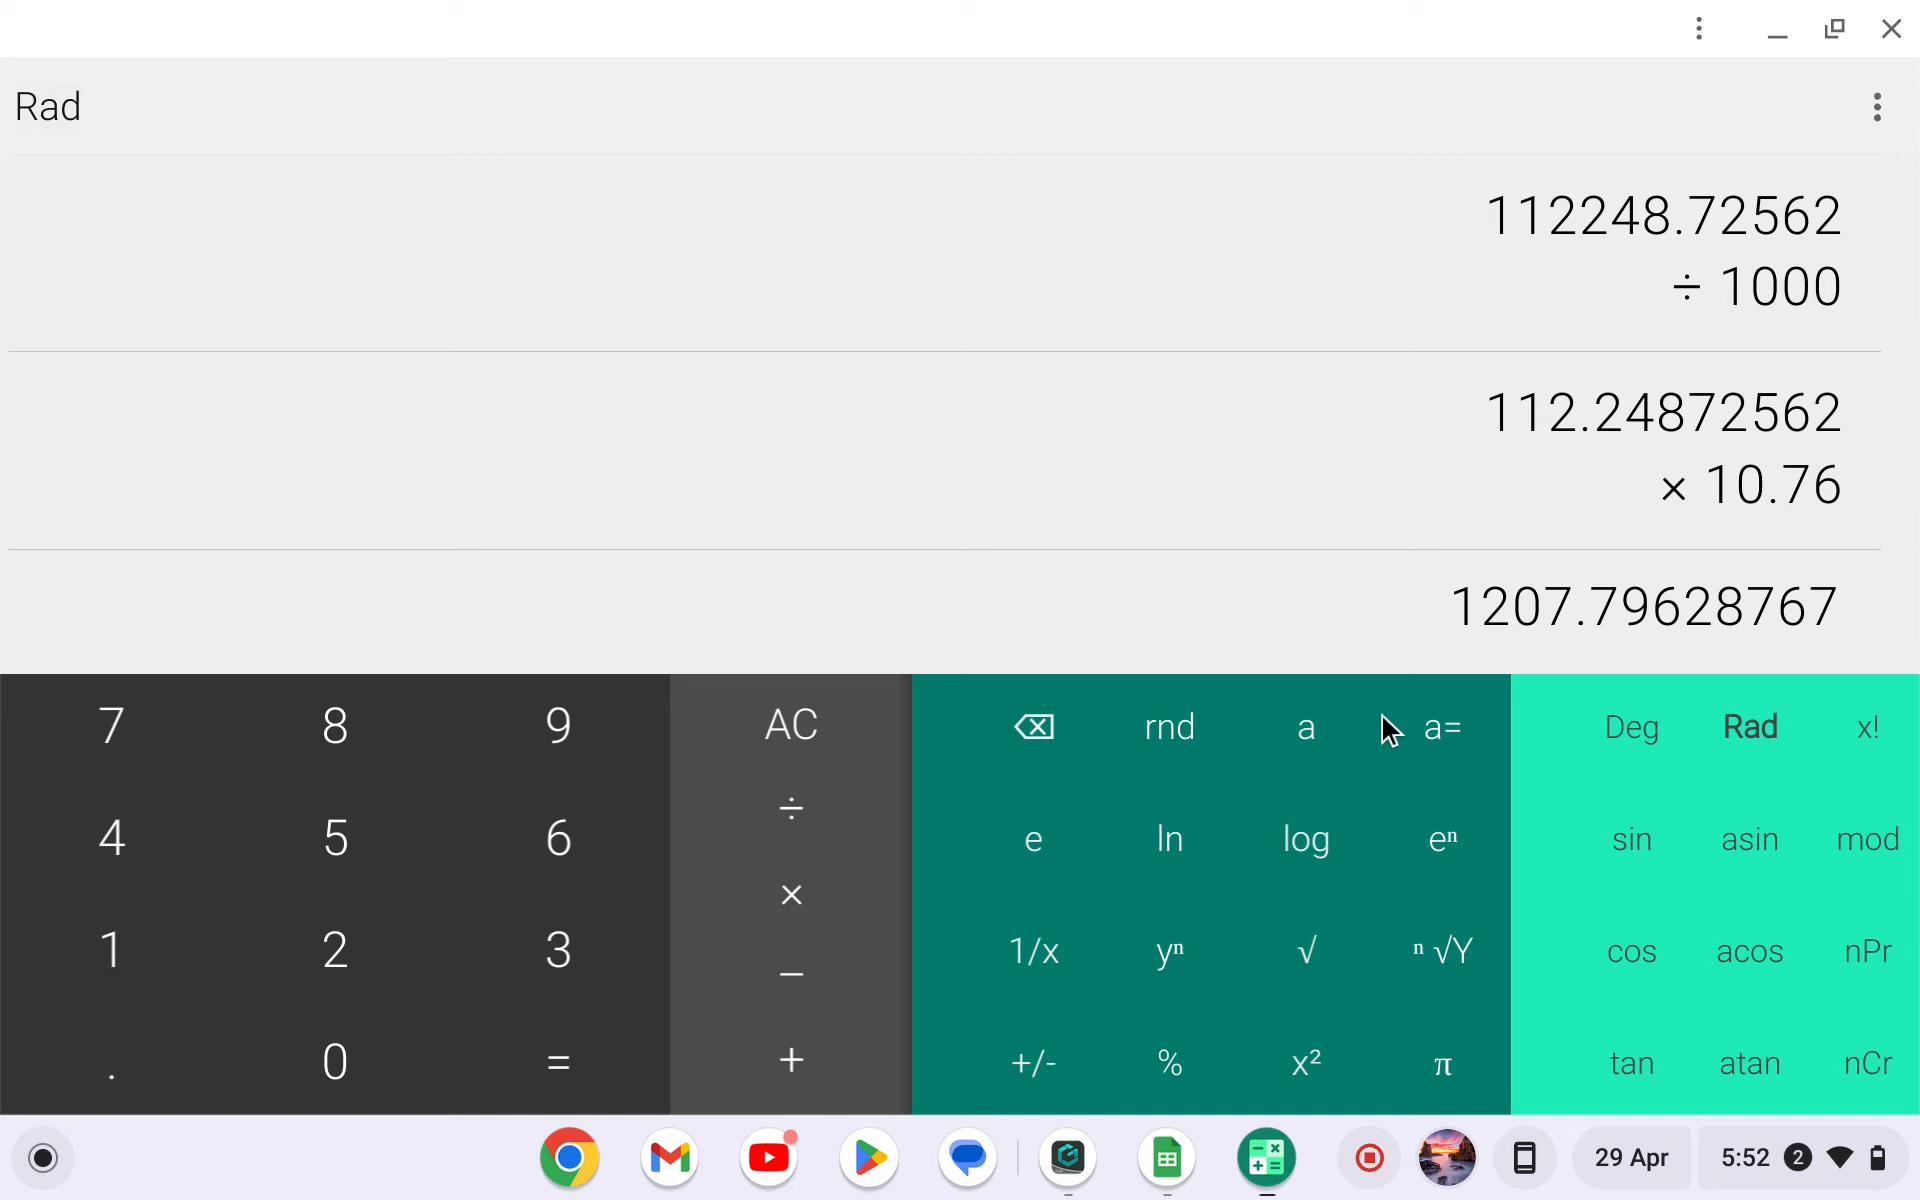 Rad
112248.72562
÷ 1000
112.24872562
× 10.76
1207.79628767
7 8 9 AC rnd a a= Deg Rad x!
÷
4 5 6 e ln log eⁿ sin asin mod
×
1 2 3 1/x yⁿ √ ⁿ √Y cos acos nPr
−
. 0 = + +/- % x² π tan atan nCr
29 Apr 5:52 2